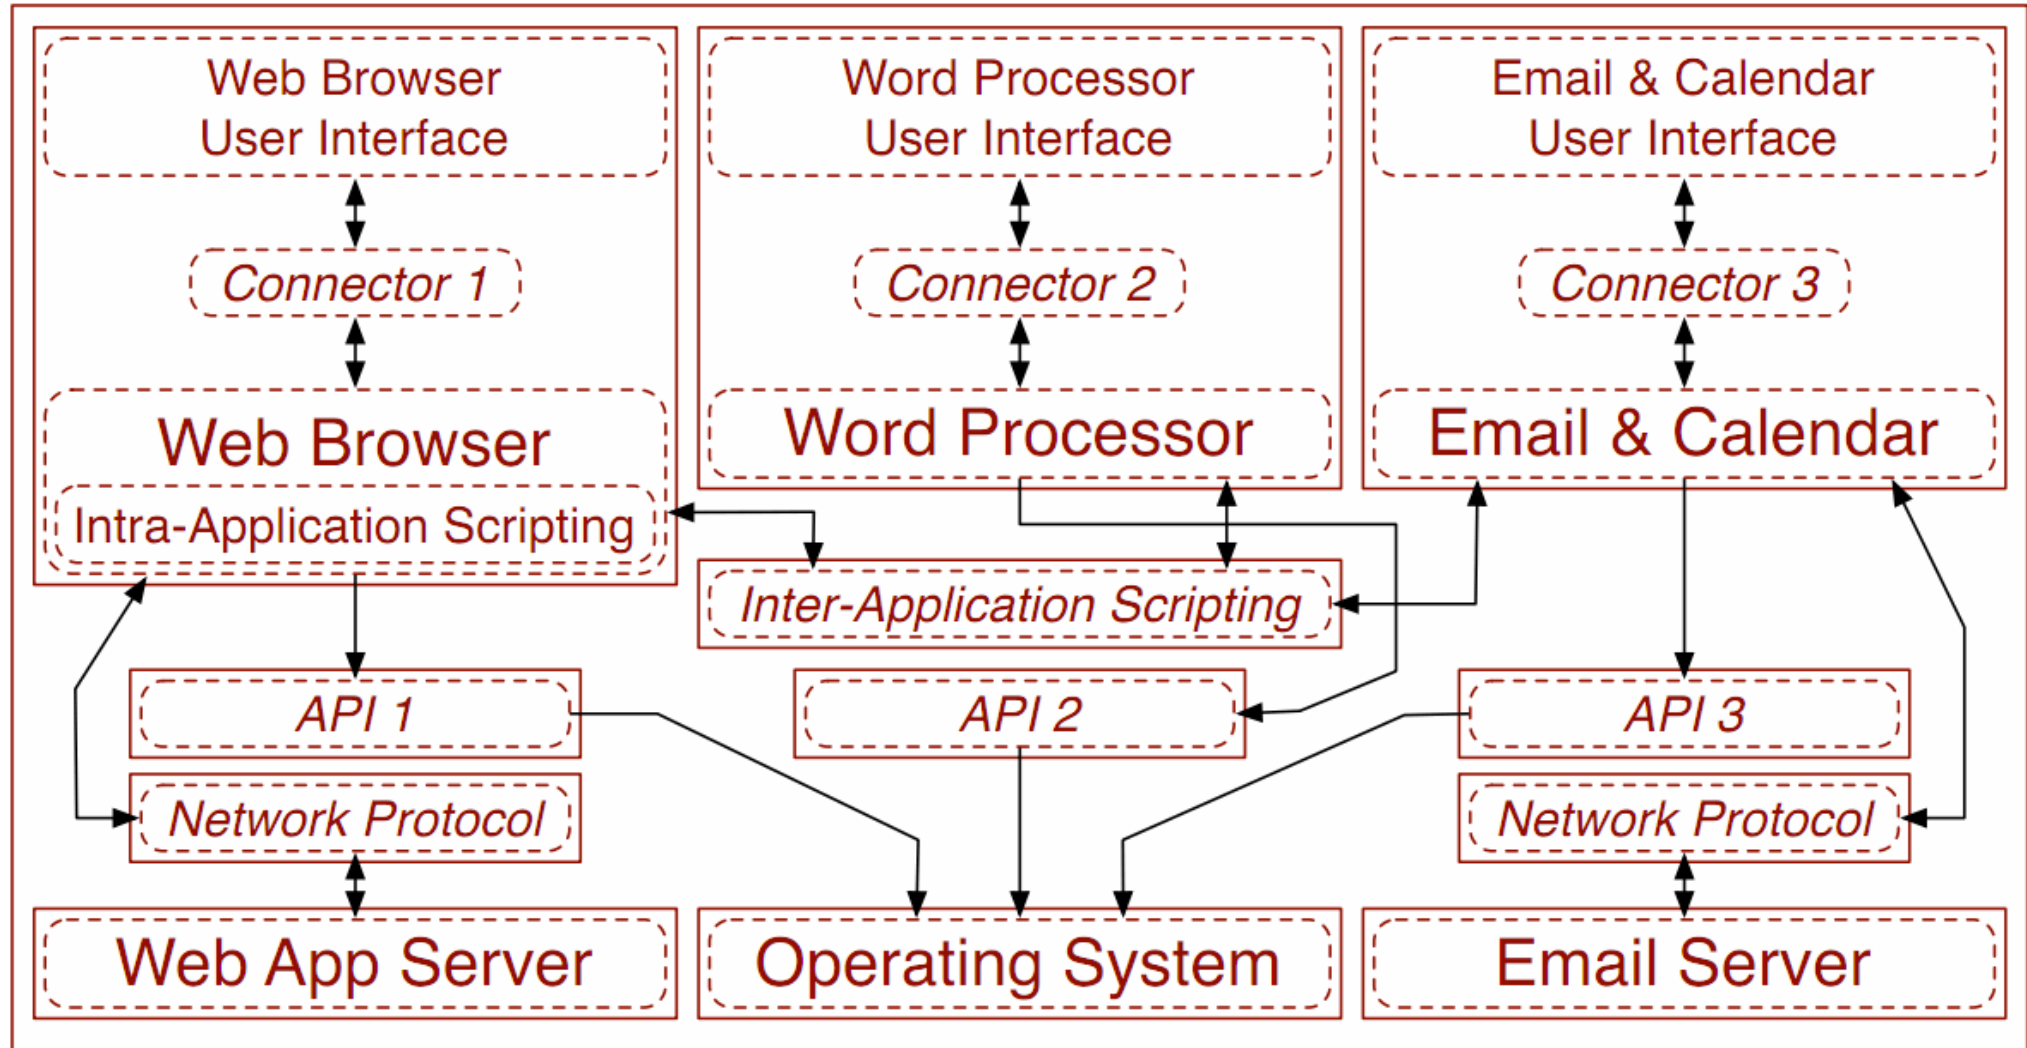 Web Browser
User Interface
Word Processor
User Interface
Email & Calendar
User Interface
Connector 1
Connector 2
Connector 3
Web Browser
Intra-Application Scripting
Word Processor
Email & Calendar
Inter-Application Scripting
API 1
API 2
API 3
Network Protocol
Network Protocol
Web App Server
Operating System
Email Server